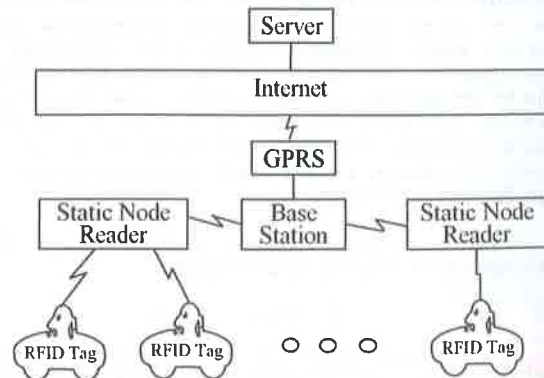 Server
Internet
GPRS
Static Node
Reader
Base
Station
Static Node
Reader
RFID Tag
RFID Tag
RFID Tag